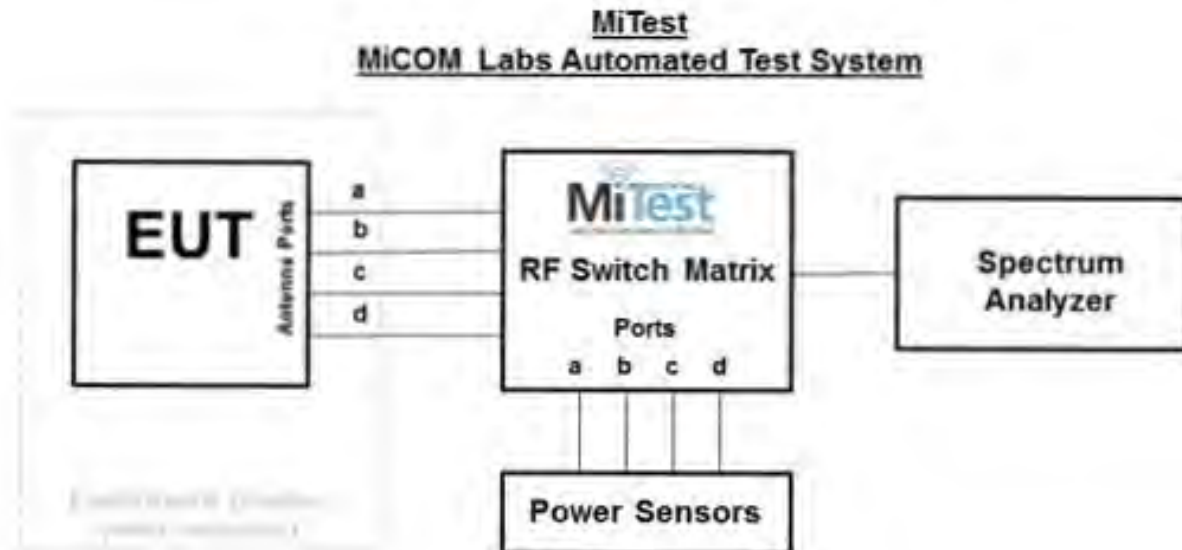 MiTest
MiCOM Labs Automated Test System
EUT
Antenna Ports
a
b
c
d
MiTest
RF Switch Matrix
Ports
a b c d
Spectrum
Analyzer
Power Sensors